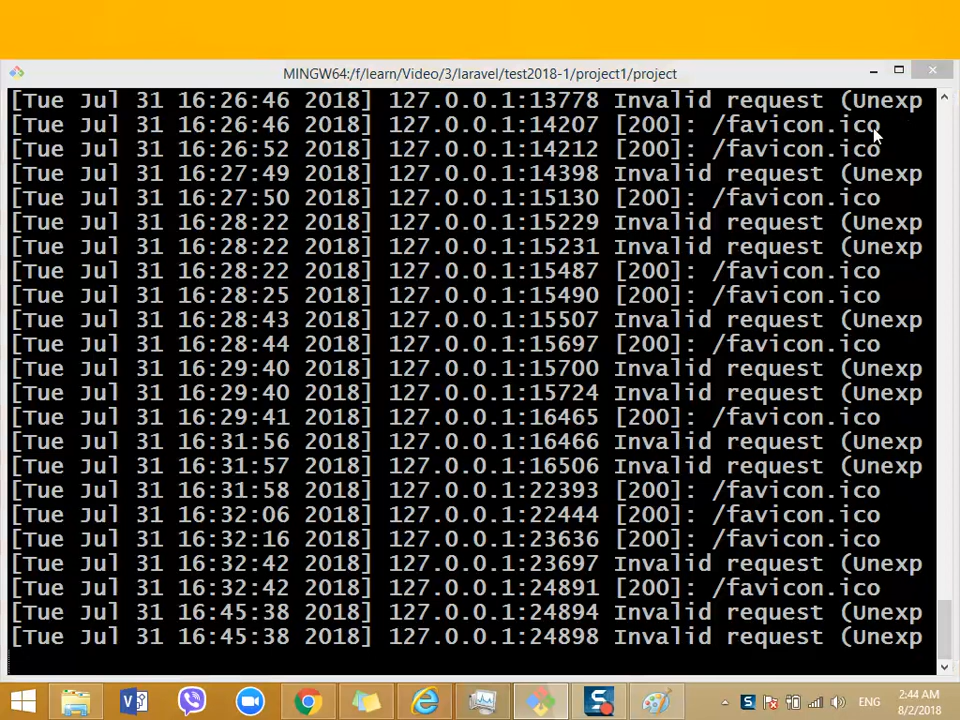 MINGW64:/f/learn/Video/3/laravel/test2018-1/project1/project
[Tue Jul 31 16:26:46 2018] 127.0.0.1:13778 Invalid request (Unexp
[Tue Jul 31 16:26:46 2018] 127.0.0.1:14207 [200]: /favicon.ico
[Tue Jul 31 16:26:52 2018] 127.0.0.1:14212 [200]: /favicon.ico
[Tue Jul 31 16:27:49 2018] 127.0.0.1:14398 Invalid request (Unexp
[Tue Jul 31 16:27:50 2018] 127.0.0.1:15130 [200]: /favicon.ico
[Tue Jul 31 16:28:22 2018] 127.0.0.1:15229 Invalid request (Unexp
[Tue Jul 31 16:28:22 2018] 127.0.0.1:15231 Invalid request (Unexp
[Tue Jul 31 16:28:22 2018] 127.0.0.1:15487 [200]: /favicon.ico
[Tue Jul 31 16:28:25 2018] 127.0.0.1:15490 [200]: /favicon.ico
[Tue Jul 31 16:28:43 2018] 127.0.0.1:15507 Invalid request (Unexp
[Tue Jul 31 16:28:44 2018] 127.0.0.1:15697 [200]: /favicon.ico
[Tue Jul 31 16:29:40 2018] 127.0.0.1:15700 Invalid request (Unexp
[Tue Jul 31 16:29:40 2018] 127.0.0.1:15724 Invalid request (Unexp
[Tue Jul 31 16:29:41 2018] 127.0.0.1:16465 [200]: /favicon.ico
[Tue Jul 31 16:31:56 2018] 127.0.0.1:16466 Invalid request (Unexp
[Tue Jul 31 16:31:57 2018] 127.0.0.1:16506 Invalid request (Unexp
[Tue Jul 31 16:31:58 2018] 127.0.0.1:22393 [200]: /favicon.ico
[Tue Jul 31 16:32:06 2018] 127.0.0.1:22444 [200]: /favicon.ico
[Tue Jul 31 16:32:16 2018] 127.0.0.1:23636 [200]: /favicon.ico
[Tue Jul 31 16:32:42 2018] 127.0.0.1:23697 Invalid request (Unexp
[Tue Jul 31 16:32:42 2018] 127.0.0.1:24891 [200]: /favicon.ico
[Tue Jul 31 16:45:38 2018] 127.0.0.1:24894 Invalid request (Unexp
[Tue Jul 31 16:45:38 2018] 127.0.0.1:24898 Invalid request (Unexp
ENG
2:44 AM
8/2/2018